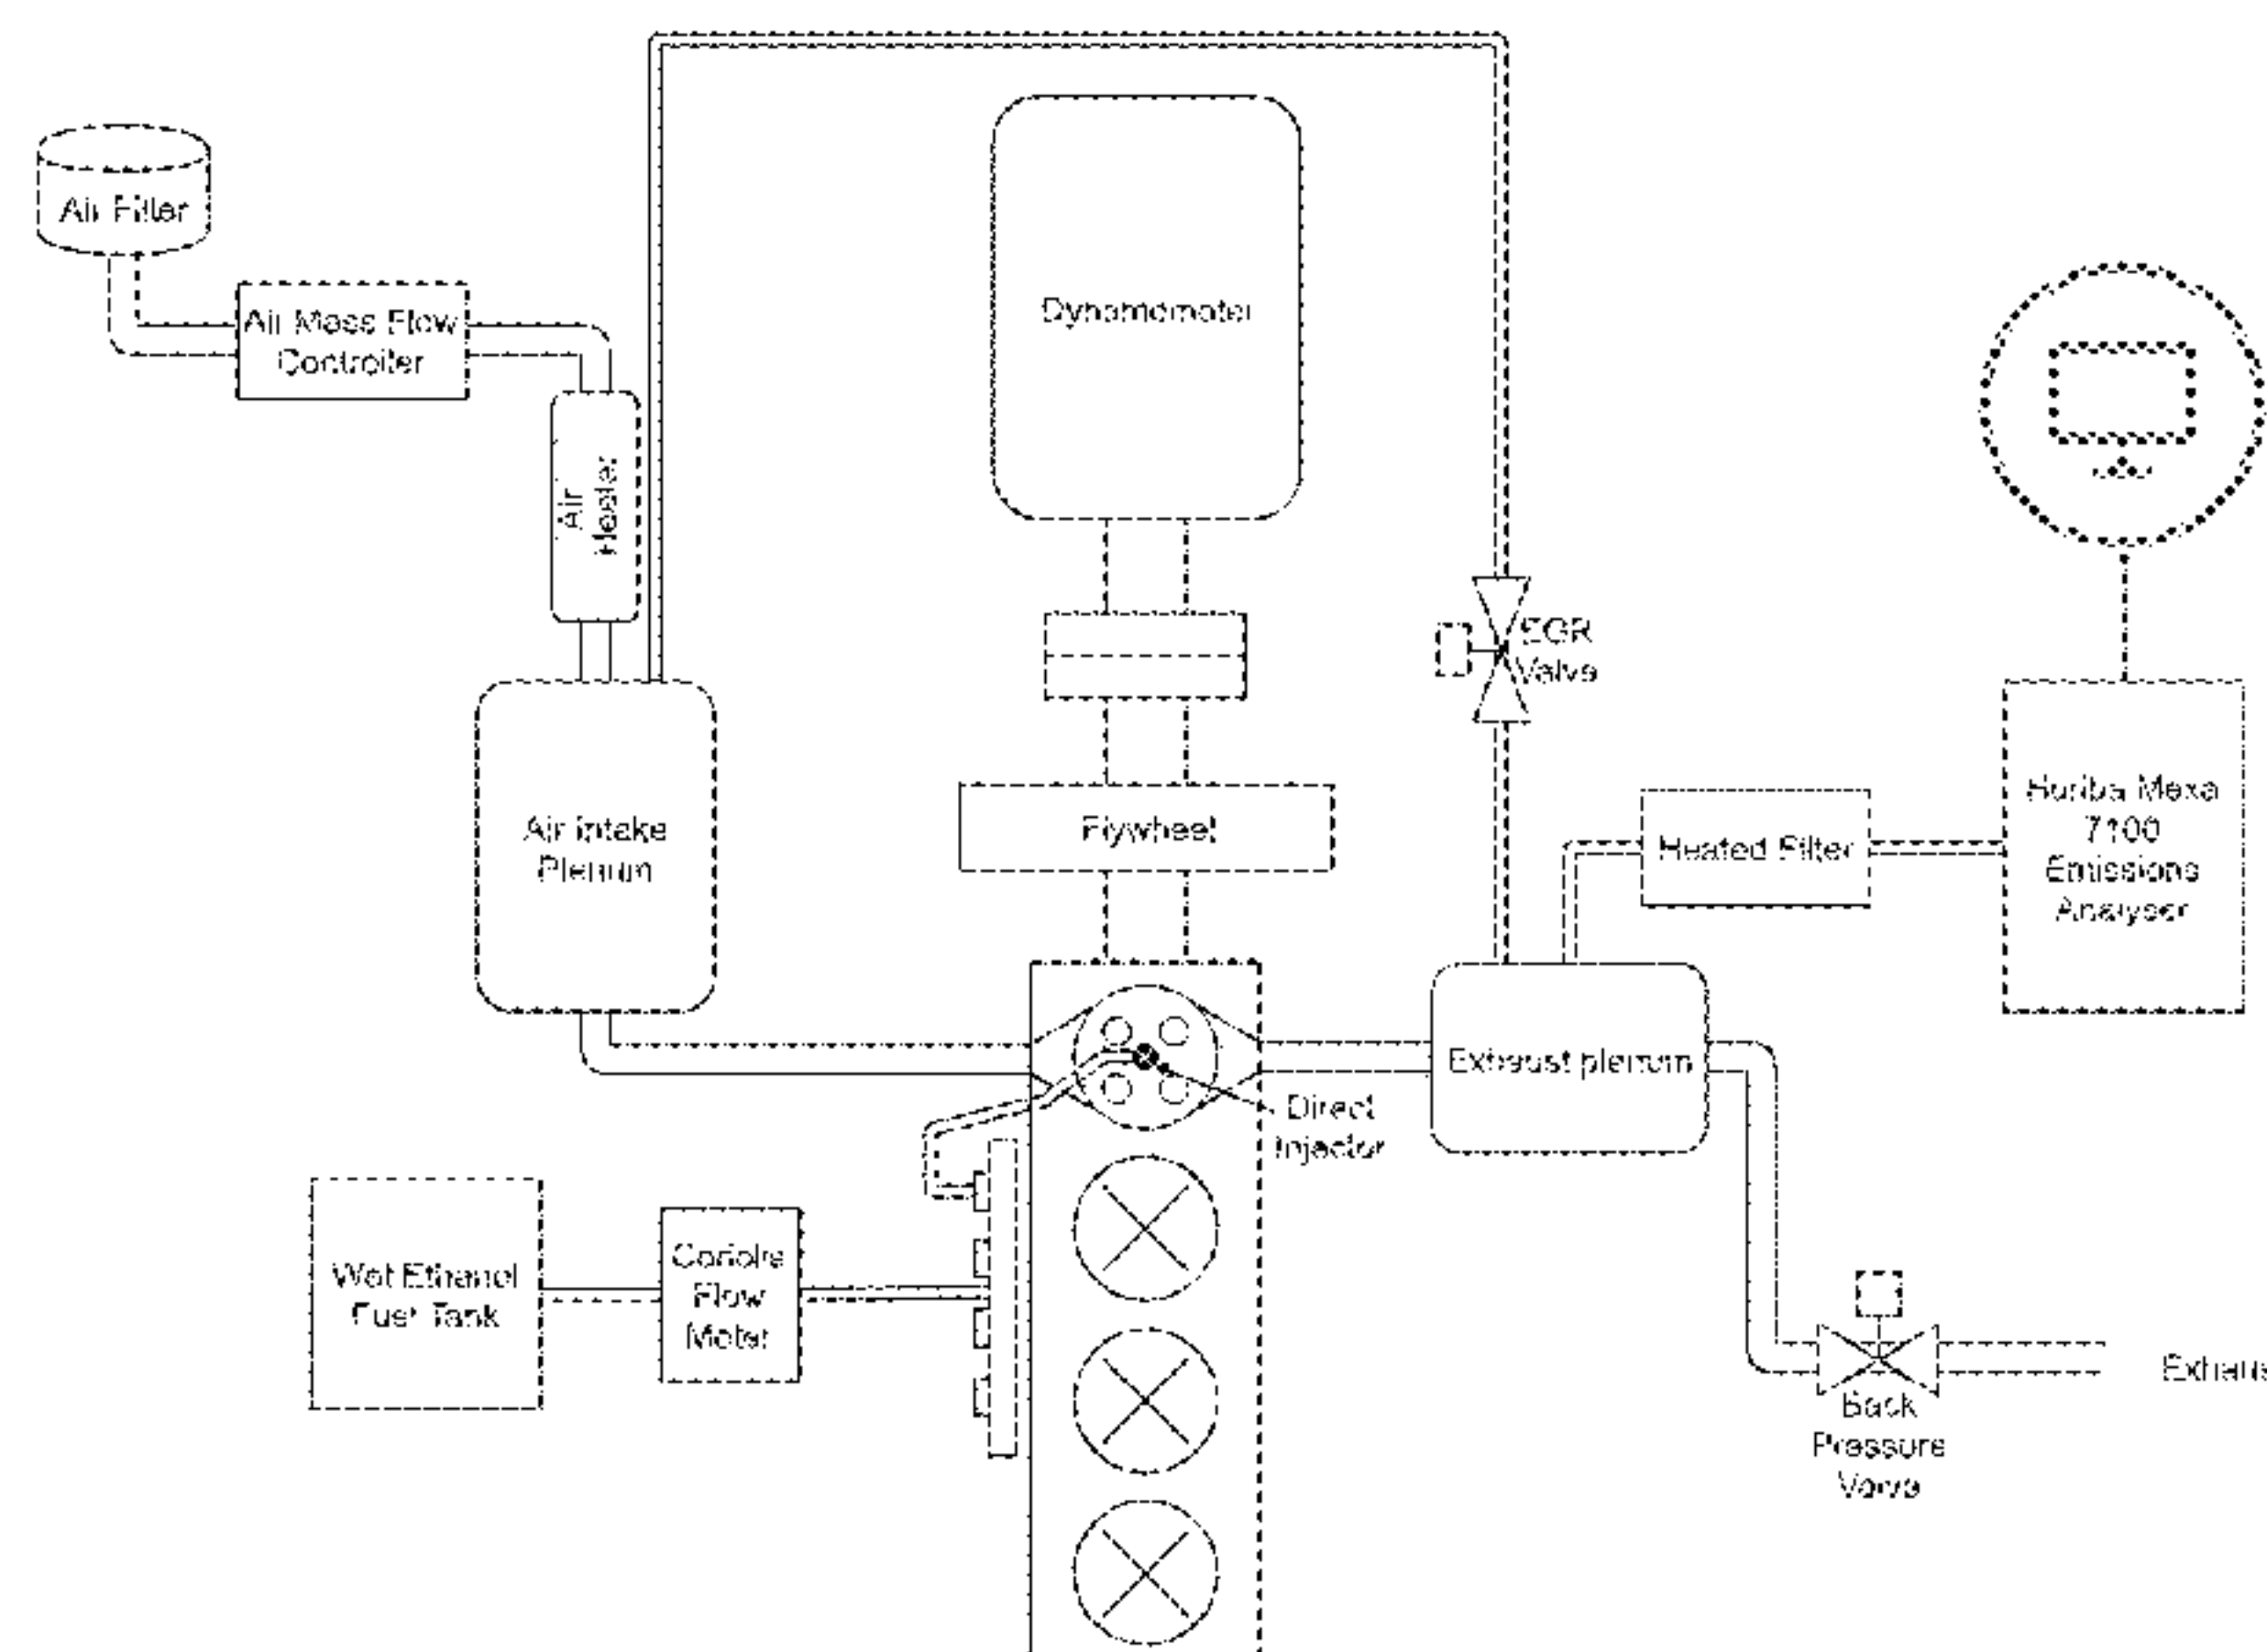 Air Filter
Air Mass Flow
Controller
Air
Heater
Dynamometer
EGR
Valve
Air intake
Plenum
Flywheel
Heated Filter
Horiba Mexa
7100
Emissions
Analyser
Exhaust plenum
Direct
Injector
Wet Ethanol
Fuel Tank
Coriolis
Flow
Meter
Exhaus
Back
Pressure
Valve